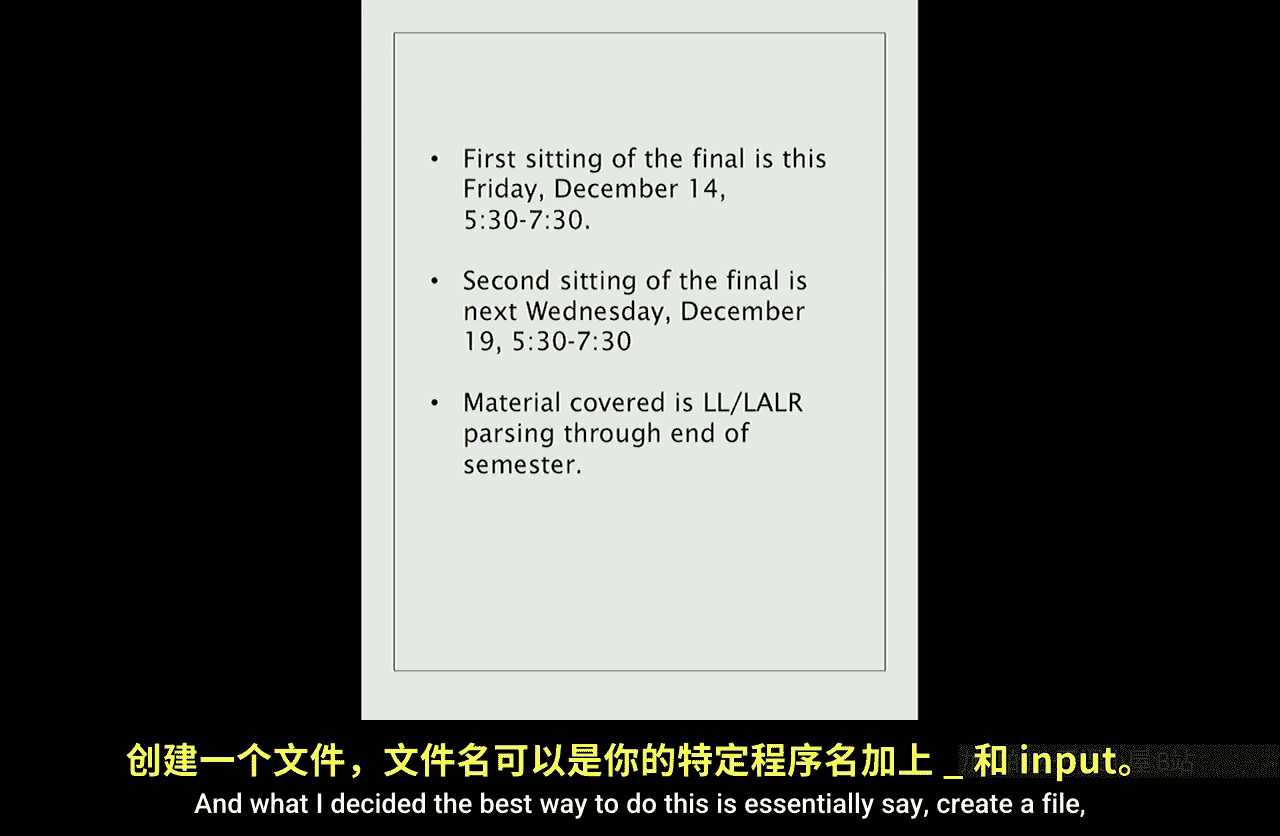 • First sitting of the final is this
Friday, December 14,
5:30-7:30.
• Second sitting of the final is
next Wednesday, December
19, 5:30-7:30
• Material covered is LL/LALR
parsing through end of
semester.
创建一个文件，文件名可以是你的特定程序名加上 _ 和 input。
And what I decided the best way to do this is essentially say, create a file,